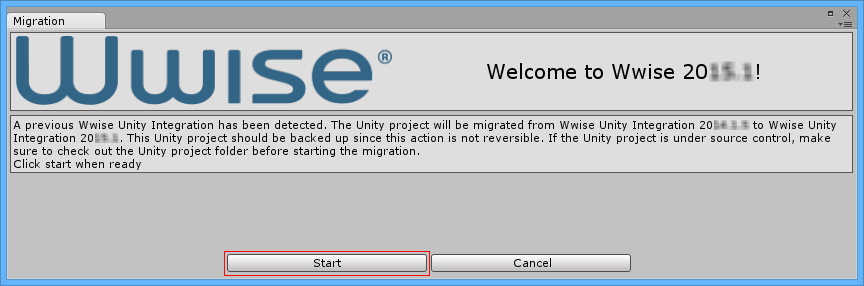 Migration
Wwise®
Welcome to Wwise 20 !
A previous Wwise Unity Integration has been detected. The Unity project will be migrated from Wwise Unity Integration 20 to Wwise Unity
Integration 20 . This Unity project should be backed up since this action is not reversible. If the Unity project is under source control, make
sure to check out the Unity project folder before starting the migration.
Click start when ready
Start
Cancel